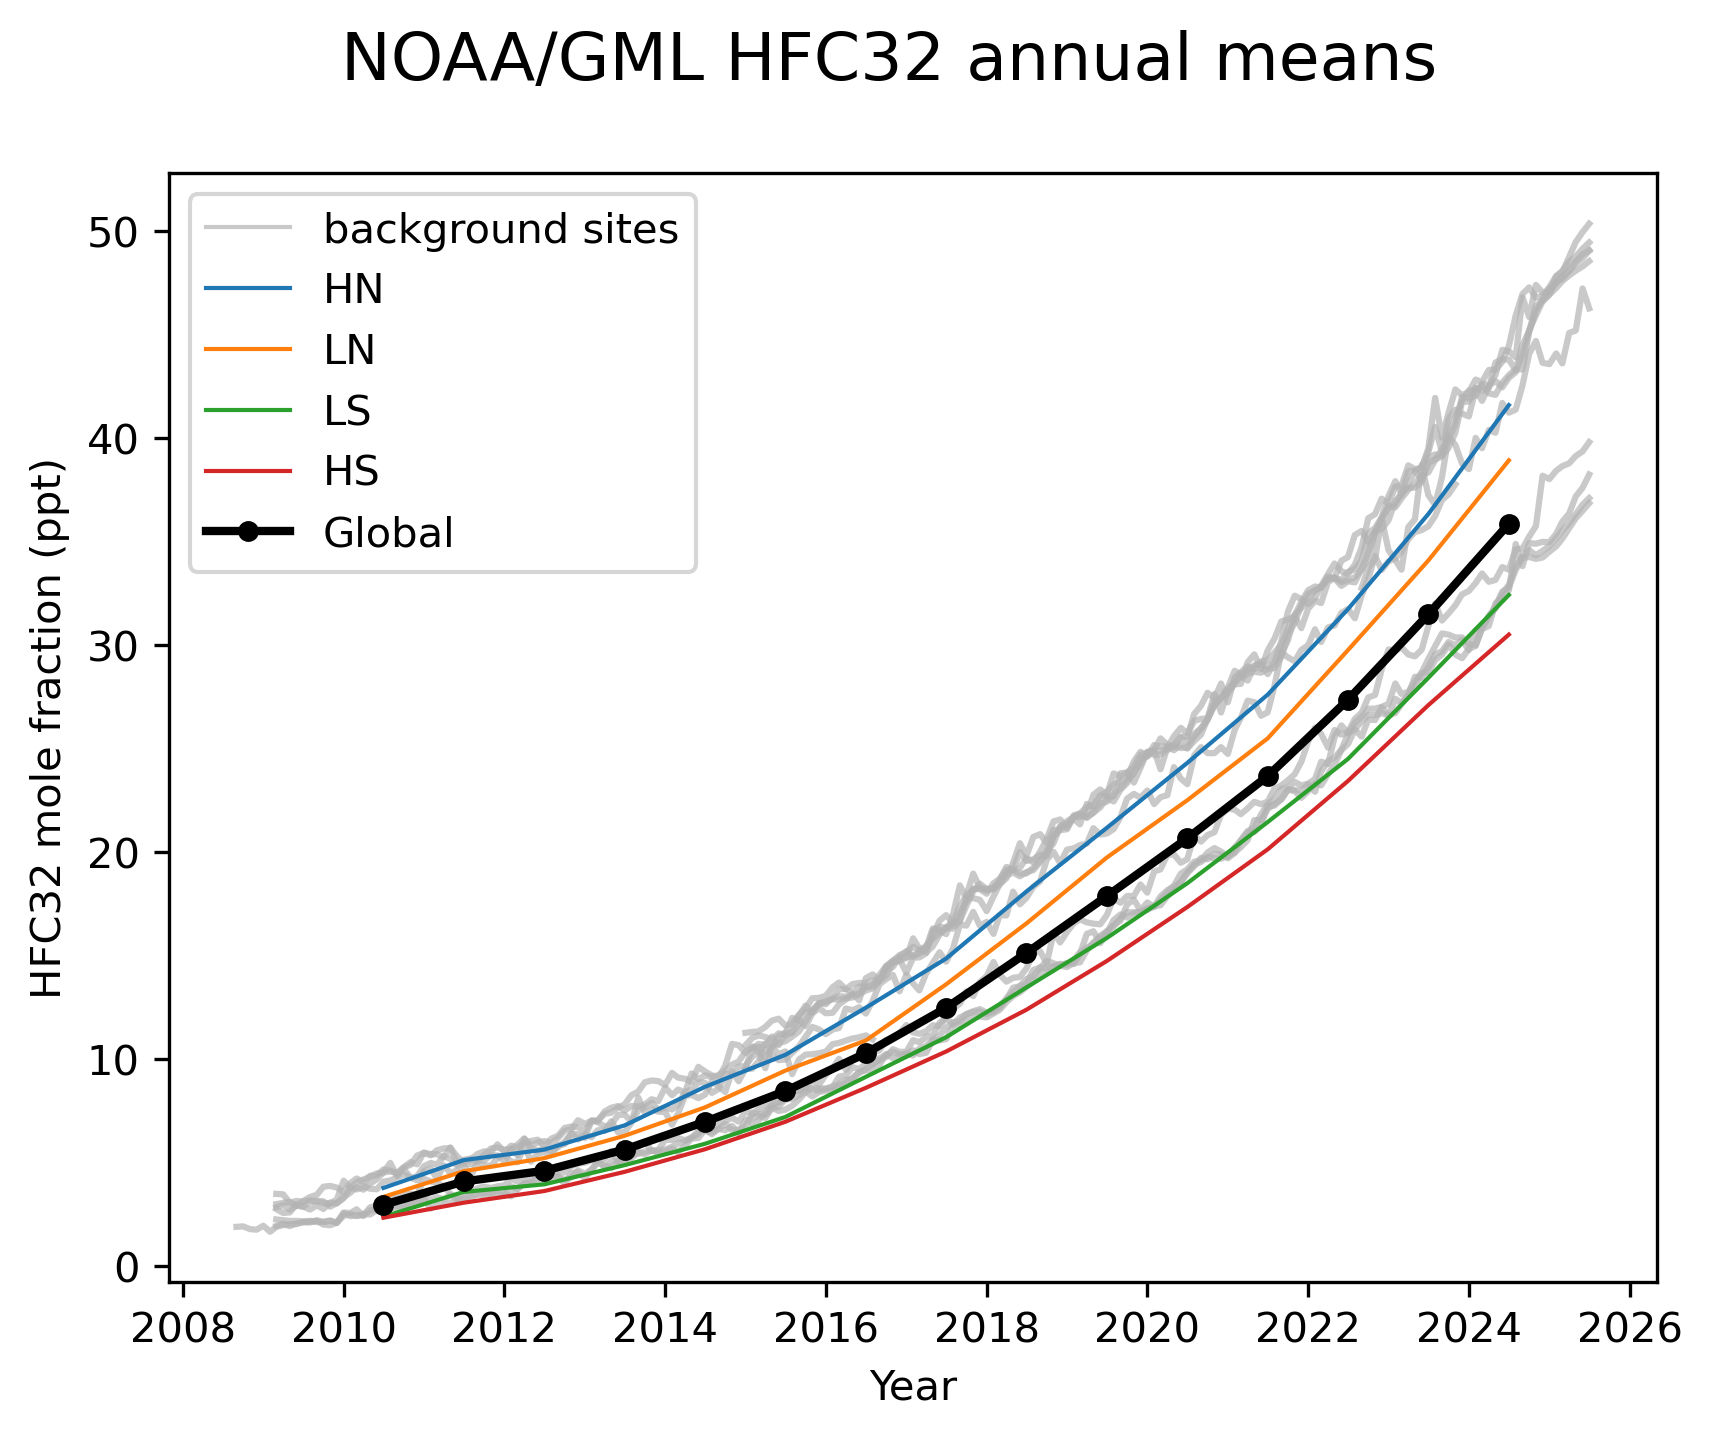 NOAA/GML HFC32 annual means
background sites
HN
LN
LS
HS
Global
HFC32 mole fraction (ppt)
50
40
30
20
10
0
2008 2010 2012 2014 2016 2018 2020 2022 2024 2026
Year